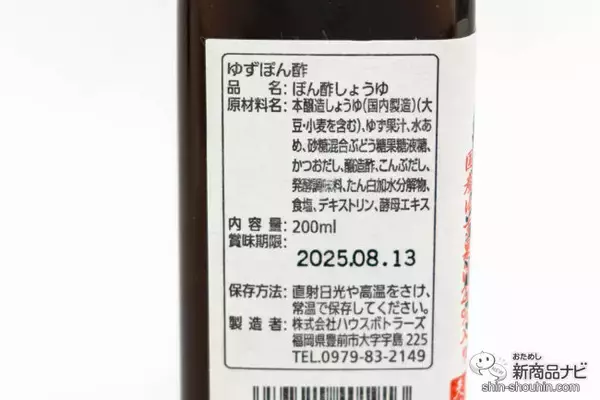 ゆずぽん酢
品名：ぽん酢しょうゆ
原材料名：本醸造しょうゆ（国内製造）（大
豆・小麦を含む）、ゆず果汁、水あ
め、砂糖混合ぶどう糖果糖液糖、
かつおだし、醸造酢、こんぶだし、
発酵調味料、たん白加水分解物、
食塩、デキストリン、酵母エキス
内容量：200ml
賞味期限：
2025.08.13
保存方法：直射日光や高温をさけ、
常温で保存してください。
製造者：株式会社ハウスボトラーズ
福岡県豊前市大字宇島 225
TEL.0979-83-2149
おためし
新商品ナビ
shin-shouhin.com